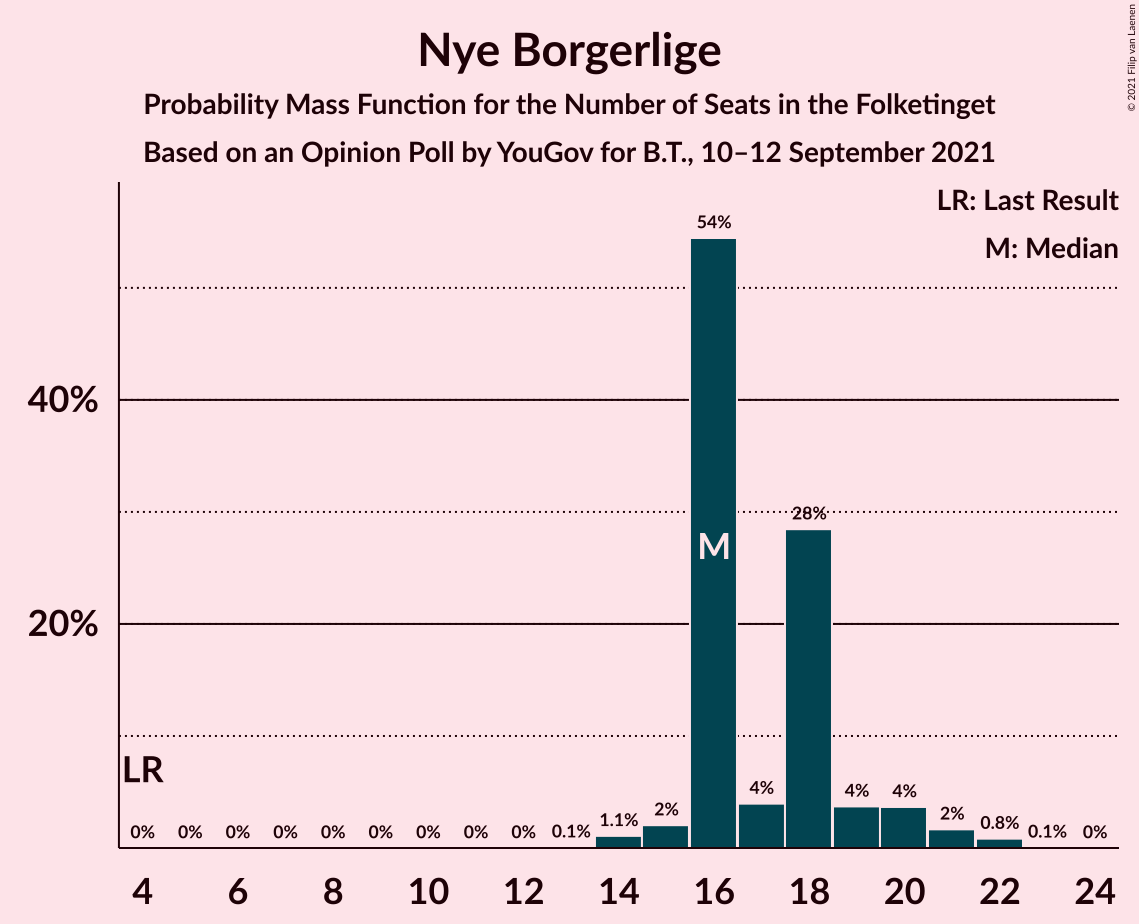 Nye Borgerlige
Probability Mass Function for the Number of Seats in the Folketinget
Based on an Opinion Poll by YouGov for B.T., 10–12 September 2021
© 2021 Filip van Laenen
LR: Last Result
M: Median
40%
20%
LR
M
0% 0% 0% 0% 0% 0% 0% 0% 0% 0.1% 1.1% 2% 54% 4% 28% 4% 4% 2% 0.8% 0.1% 0%
4 6 8 10 12 14 16 18 20 22 24